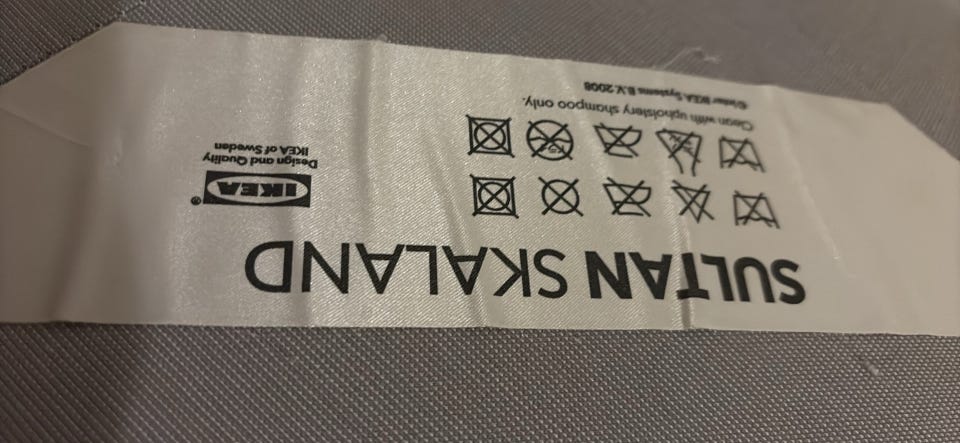 SULTAN SKALAND
IKEA®
Design and Quality
IKEA of Sweden
Clean with upholstery shampoo only.
©Inter IKEA Systems B.V. 2008